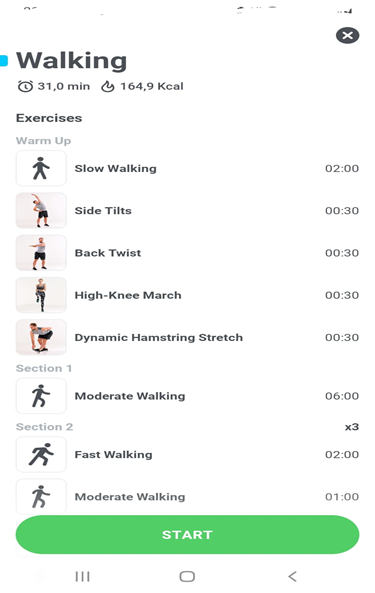 Walking
31,0 min 164,9 Kcal
Exercises
Warm Up
Slow Walking 02:00
Side Tilts 00:30
Back Twist 00:30
High-Knee March 00:30
Dynamic Hamstring Stretch 00:30
Section 1
Moderate Walking 06:00
Section 2 x3
Fast Walking 02:00
Moderate Walking 01:00
START